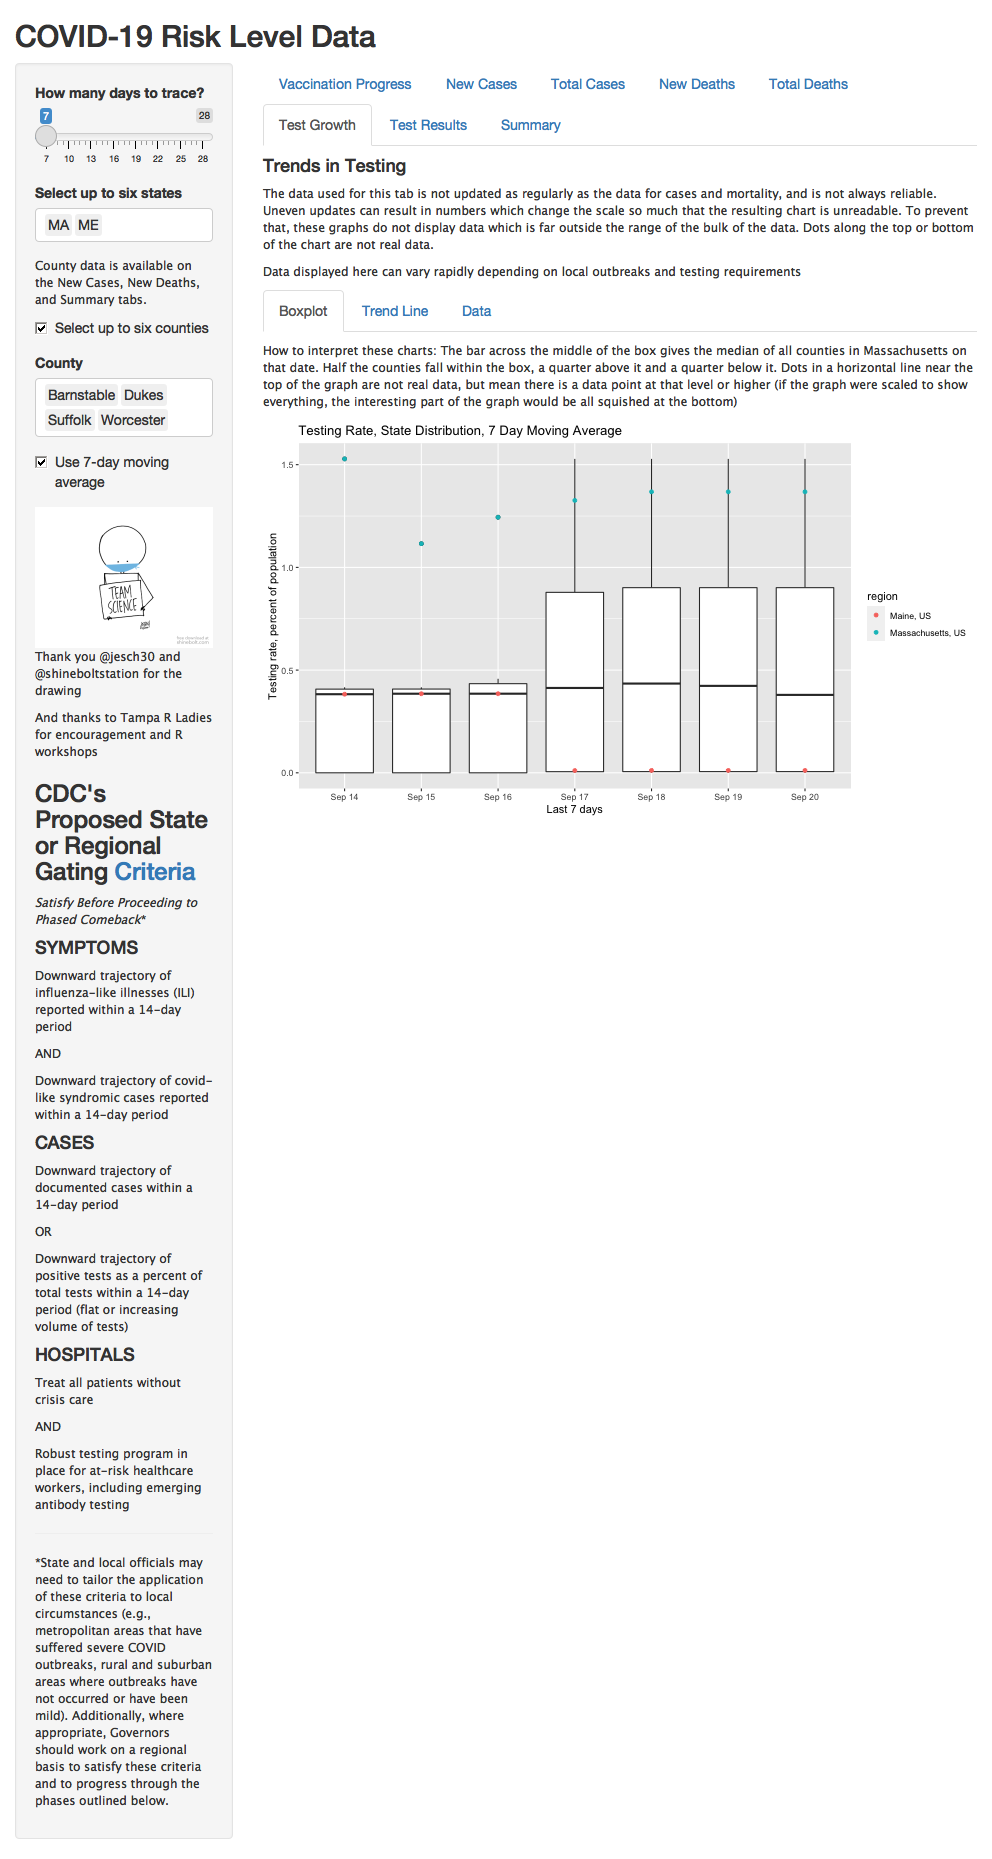 COVID-19 Risk Level Data
How many days to trace?
7
28
7 10 13 16 19 22 25 28
Select up to six states
MA ME
County data is available on
the New Cases, New Deaths,
and Summary tabs.
Select up to six counties
County
Barnstable Dukes
Suffolk Worcester
Use 7-day moving
average
TEAM
SCIENCE
Thank you @jesch30 and
@shineboltstation for the
drawing
And thanks to Tampa R Ladies
for encouragement and R
workshops
CDC's
Proposed State
or Regional
Gating Criteria
Satisfy Before Proceeding to
Phased Comeback*
SYMPTOMS
Downward trajectory of
influenza-like illnesses (ILI)
reported within a 14-day
period
AND
Downward trajectory of covid-
like syndromic cases reported
within a 14-day period
CASES
Downward trajectory of
documented cases within a
14-day period
OR
Downward trajectory of
positive tests as a percent of
total tests within a 14-day
period (flat or increasing
volume of tests)
HOSPITALS
Treat all patients without
crisis care
AND
Robust testing program in
place for at-risk healthcare
workers, including emerging
antibody testing
*State and local officials may
need to tailor the application
of these criteria to local
circumstances (e.g.,
metropolitan areas that have
suffered severe COVID
outbreaks, rural and suburban
areas where outbreaks have
not occurred or have been
mild). Additionally, where
appropriate, Governors
should work on a regional
basis to satisfy these criteria
and to progress through the
phases outlined below.
Vaccination Progress New Cases Total Cases New Deaths Total Deaths
Test Growth Test Results Summary
Trends in Testing
The data used for this tab is not updated as regularly as the data for cases and mortality, and is not always reliable.
Uneven updates can result in numbers which change the scale so much that the resulting chart is unreadable. To prevent
that, these graphs do not display data which is far outside the range of the bulk of the data. Dots along the top or bottom
of the chart are not real data.
Data displayed here can vary rapidly depending on local outbreaks and testing requirements
Boxplot Trend Line Data
How to interpret these charts: The bar across the middle of the box gives the median of all counties in Massachusetts on
that date. Half the counties fall within the box, a quarter above it and a quarter below it. Dots in a horizontal line near the
top of the graph are not real data, but mean there is a data point at that level or higher (if the graph were scaled to show
everything, the interesting part of the graph would be all squished at the bottom)
Testing Rate, State Distribution, 7 Day Moving Average
Testing rate, percent of population
1.5
1.0
0.5
0.0
Sep 14 Sep 15 Sep 16 Sep 17 Sep 18 Sep 19 Sep 20
Last 7 days
region
Maine, US
Massachusetts, US